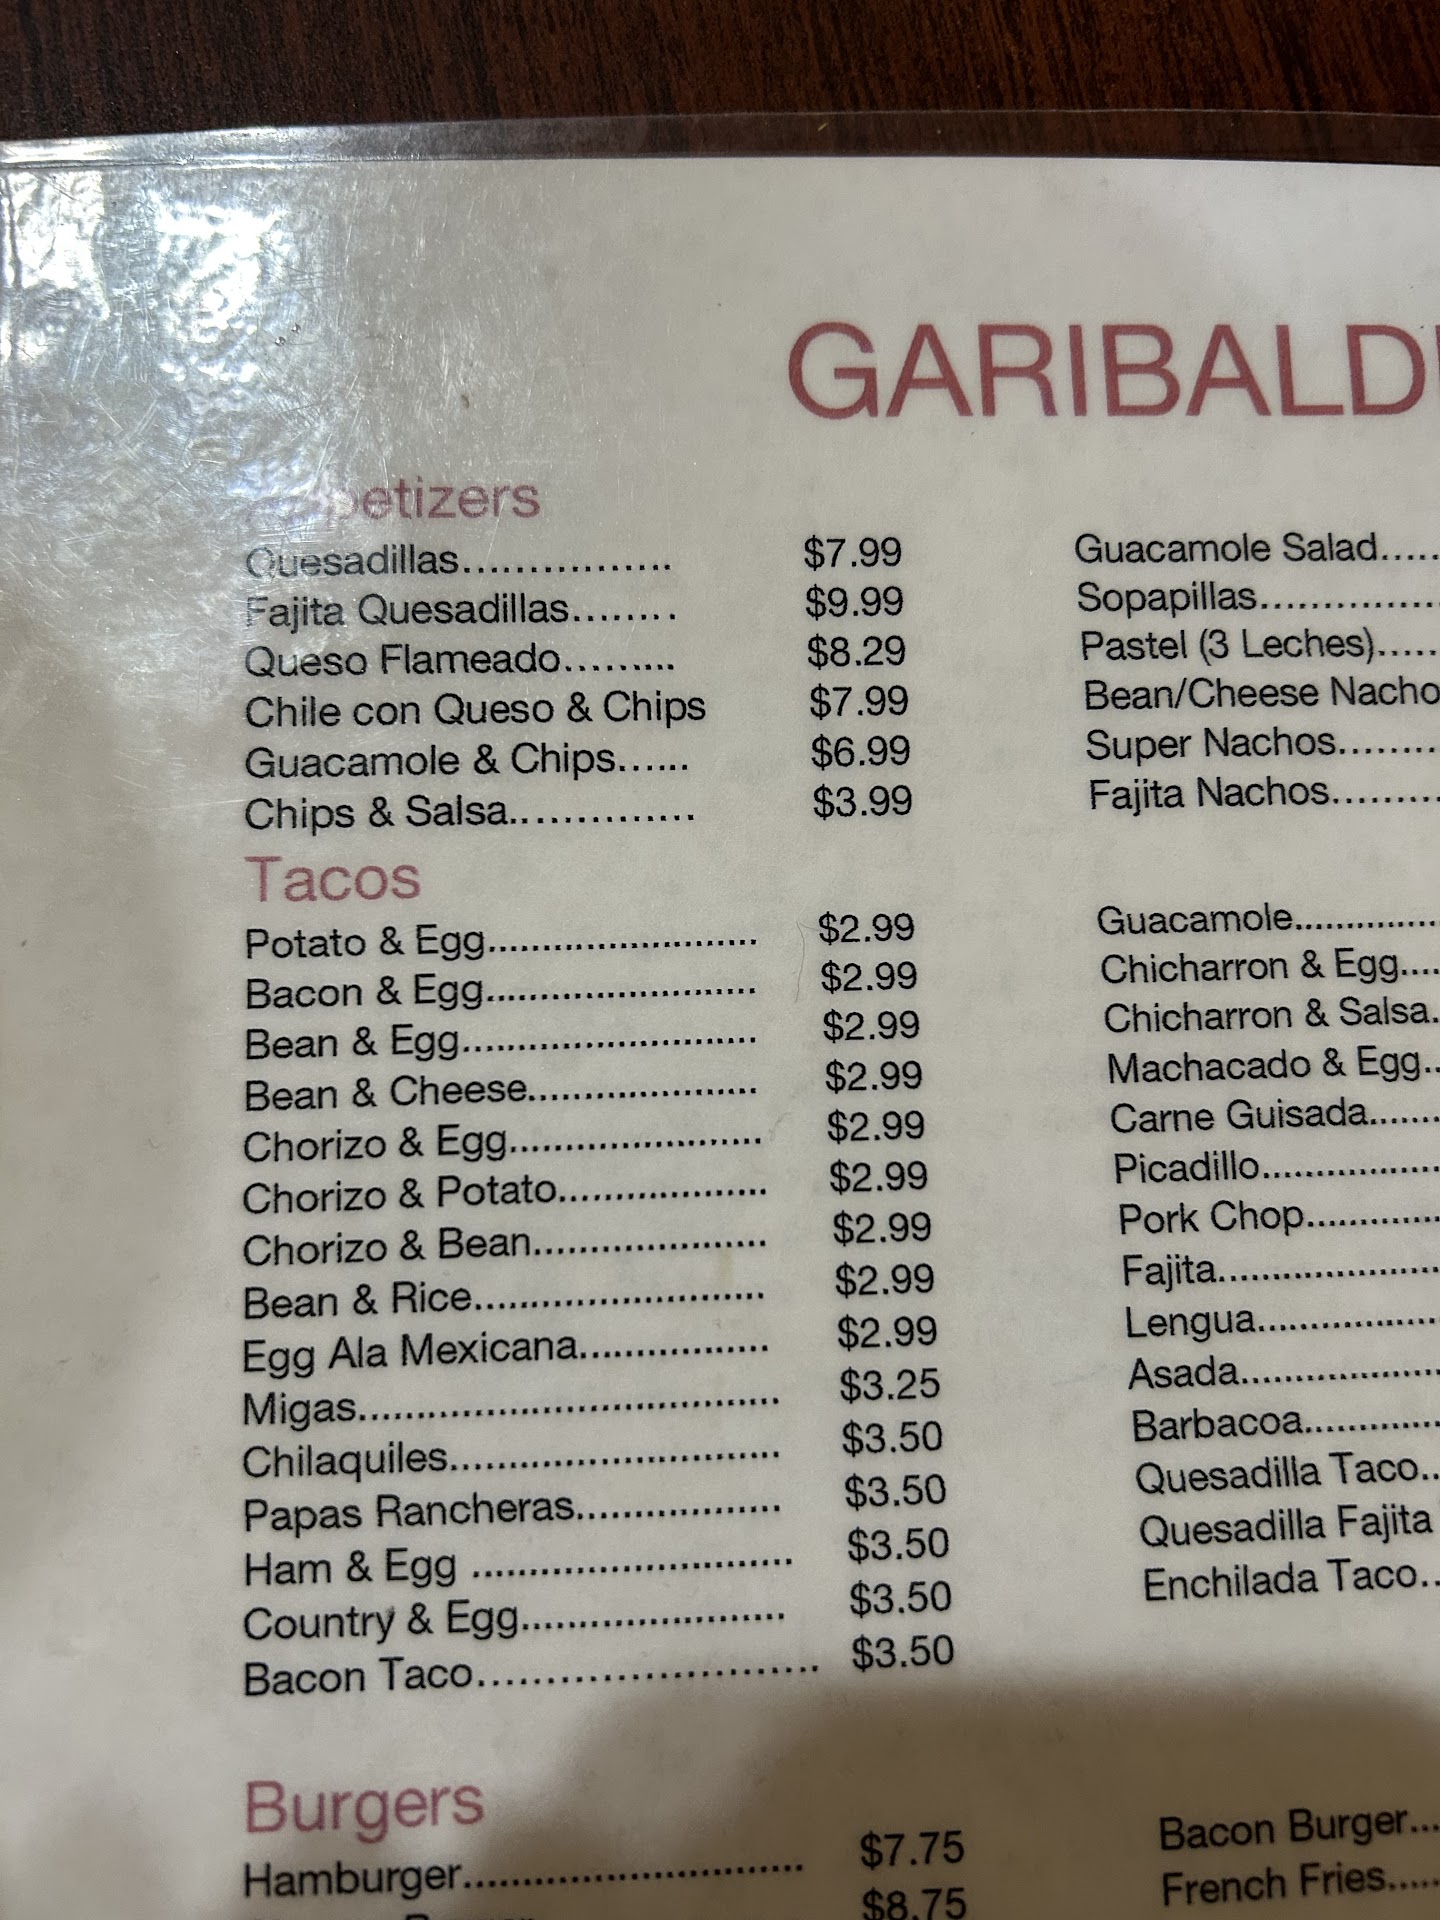 GARIBALDI
Appetizers
Quesadillas................ $7.99 Guacamole Salad.....
Fajita Quesadillas........ $9.99 Sopapillas..............
Queso Flameado......... $8.29 Pastel (3 Leches).....
Chile con Queso & Chips $7.99 Bean/Cheese Nacho
Guacamole & Chips...... $6.99 Super Nachos........
Chips & Salsa.............. $3.99 Fajita Nachos.........
Tacos
Potato & Egg.......................... $2.99 Guacamole..............
Bacon & Egg.......................... $2.99 Chicharron & Egg....
Bean & Egg............................ $2.99 Chicharron & Salsa.
Bean & Cheese...................... $2.99 Machacado & Egg..
Chorizo & Egg........................ $2.99 Carne Guisada.......
Chorizo & Potato.................... $2.99 Picadillo.................
Chorizo & Bean...................... $2.99 Pork Chop.............
Bean & Rice............................ $2.99 Fajita.....................
Egg Ala Mexicana.................. $2.99 Lengua..................
Migas........................................ $3.25 Asada....................
Chilaquiles............................... $3.50 Barbacoa..............
Papas Rancheras.................... $3.50 Quesadilla Taco..
Ham & Egg ............................... $3.50 Quesadilla Fajita
Country & Egg......................... $3.50 Enchilada Taco..
Bacon Taco......................... $3.50
Burgers
Hamburger................................ $7.75 Bacon Burger...
$8.75 French Fries.....